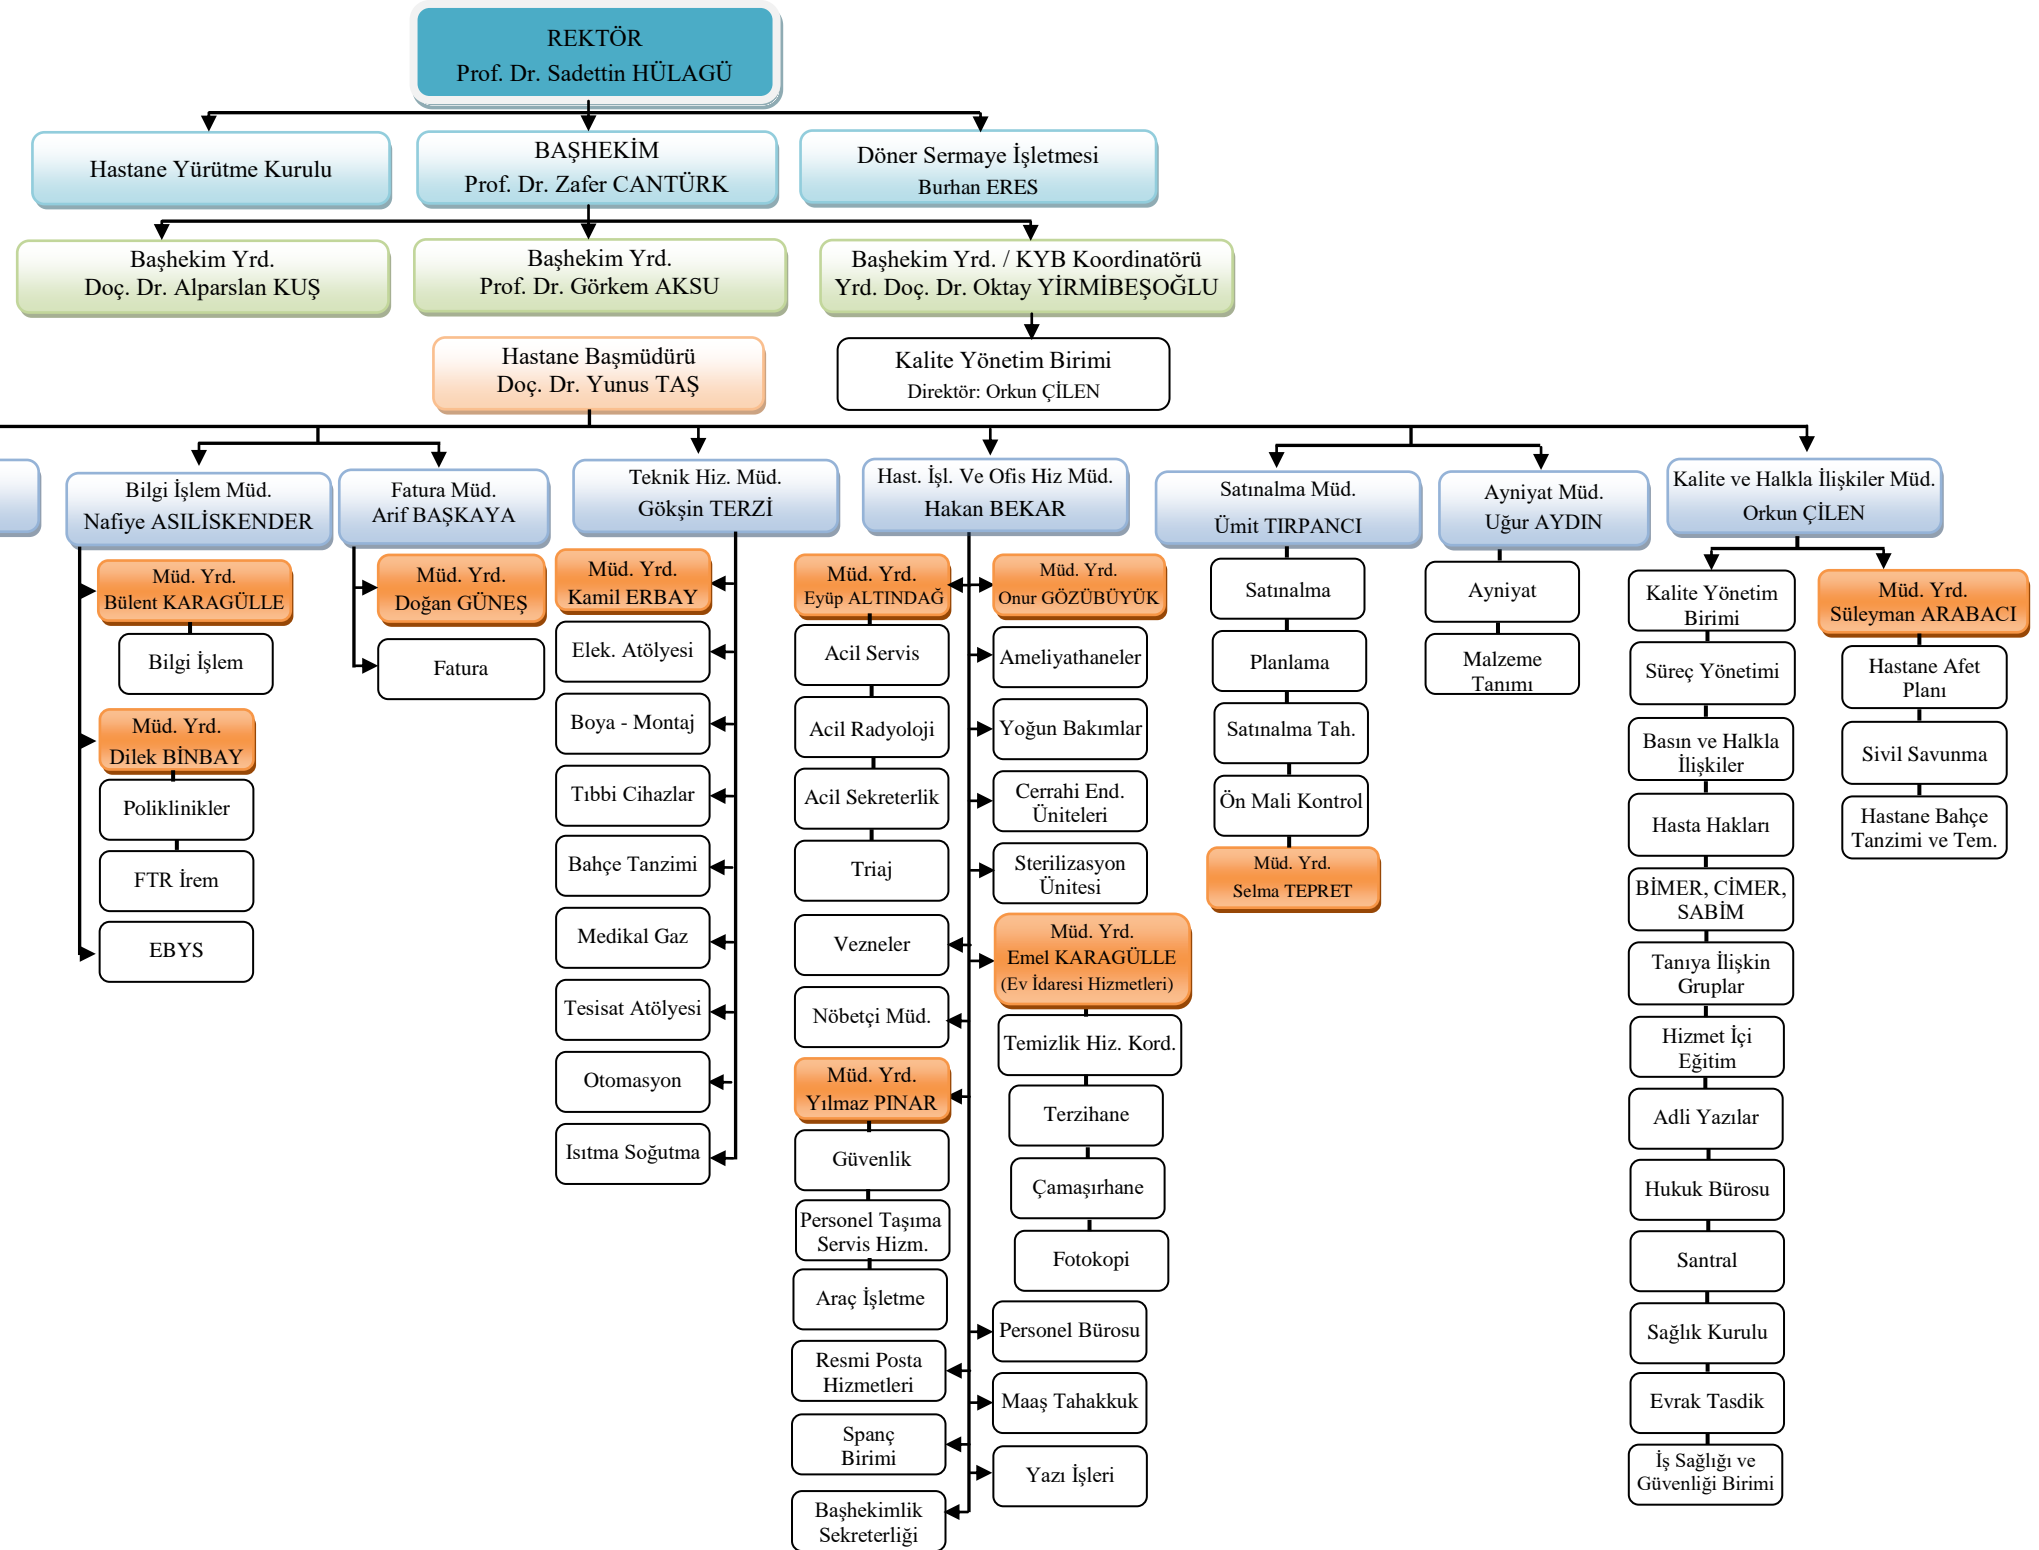 REKTÖR
Prof. Dr. Sadettin HÜLAGÜ
Hastane Yürütme Kurulu
BAŞHEKİM
Prof. Dr. Zafer CANTÜRK
Döner Sermaye İşletmesi
Burhan ERES
Başhekim Yrd.
Doç. Dr. Alparslan KUŞ
Başhekim Yrd.
Prof. Dr. Görkem AKSU
Başhekim Yrd. / KYB Koordinatörü
Yrd. Doç. Dr. Oktay YİRMİBEŞOĞLU
Hastane Başmüdürü
Doç. Dr. Yunus TAŞ
Kalite Yönetim Birimi
Direktör: Orkun ÇİLEN
Bilgi İşlem Müd.
Nafiye ASILİSKENDER
Müd. Yrd.
Bülent KARAGÜLLE
Bilgi İşlem
Müd. Yrd.
Dilek BİNBAY
Poliklinikler
FTR İrem
EBYS
Fatura Müd.
Arif BAŞKAYA
Müd. Yrd.
Doğan GÜNEŞ
Fatura
Teknik Hiz. Müd.
Gökşin TERZİ
Müd. Yrd.
Kamil ERBAY
Elek. Atölyesi
Boya - Montaj
Tıbbi Cihazlar
Bahçe Tanzimi
Medikal Gaz
Tesisat Atölyesi
Otomasyon
Isıtma Soğutma
Hast. İşl. Ve Ofis Hiz Müd.
Hakan BEKAR
Müd. Yrd.
Eyüp ALTINDAĞ
Acil Servis
Acil Radyoloji
Acil Sekreterlik
Triaj
Vezneler
Nöbetçi Müd.
Müd. Yrd.
Yılmaz PINAR
Güvenlik
Personel Taşıma
Servis Hizm.
Araç İşletme
Resmi Posta
Hizmetleri
Spanç
Birimi
Başhekimlik
Sekreterliği
Müd. Yrd.
Onur GÖZÜBÜYÜK
Ameliyathaneler
Yoğun Bakımlar
Cerrahi End.
Üniteleri
Sterilizasyon
Ünitesi
Müd. Yrd.
Emel KARAGÜLLE
(Ev İdaresi Hizmetleri)
Temizlik Hiz. Kord.
Terzihane
Çamaşırhane
Fotokopi
Personel Bürosu
Maaş Tahakkuk
Yazı İşleri
Satınalma Müd.
Ümit TIRPANCI
Satınalma
Planlama
Satınalma Tah.
Ön Mali Kontrol
Müd. Yrd.
Selma TEPRET
Ayniyat Müd.
Uğur AYDIN
Ayniyat
Malzeme
Tanımı
Kalite ve Halkla İlişkiler Müd.
Orkun ÇİLEN
Kalite Yönetim
Birimi
Süreç Yönetimi
Basın ve Halkla
İlişkiler
Hasta Hakları
BİMER, CİMER,
SABİM
Tanıya İlişkin
Gruplar
Hizmet İçi
Eğitim
Adli Yazılar
Hukuk Bürosu
Santral
Sağlık Kurulu
Evrak Tasdik
İş Sağlığı ve
Güvenliği Birimi
Müd. Yrd.
Süleyman ARABACI
Hastane Afet
Planı
Sivil Savunma
Hastane Bahçe
Tanzimi ve Tem.